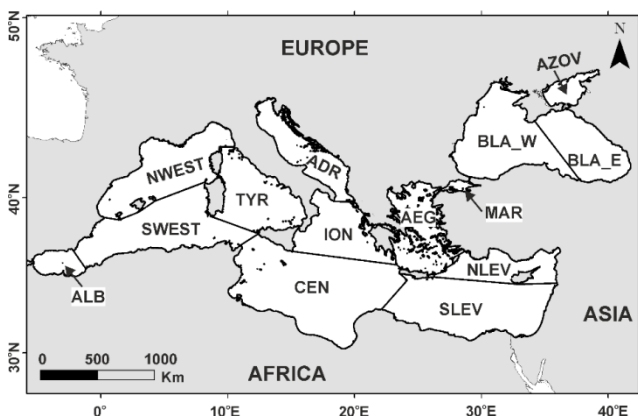 50°N
EUROPE
N
AZOV
BLA_W
BLA_E
NWEST
ADR
TYR
40°N
AEG
MAR
SWEST
ION
NLEV
ALB
CEN
SLEV
ASIA
30°N
0 500 1000
Km
AFRICA
0° 10°E 20°E 30°E 40°E